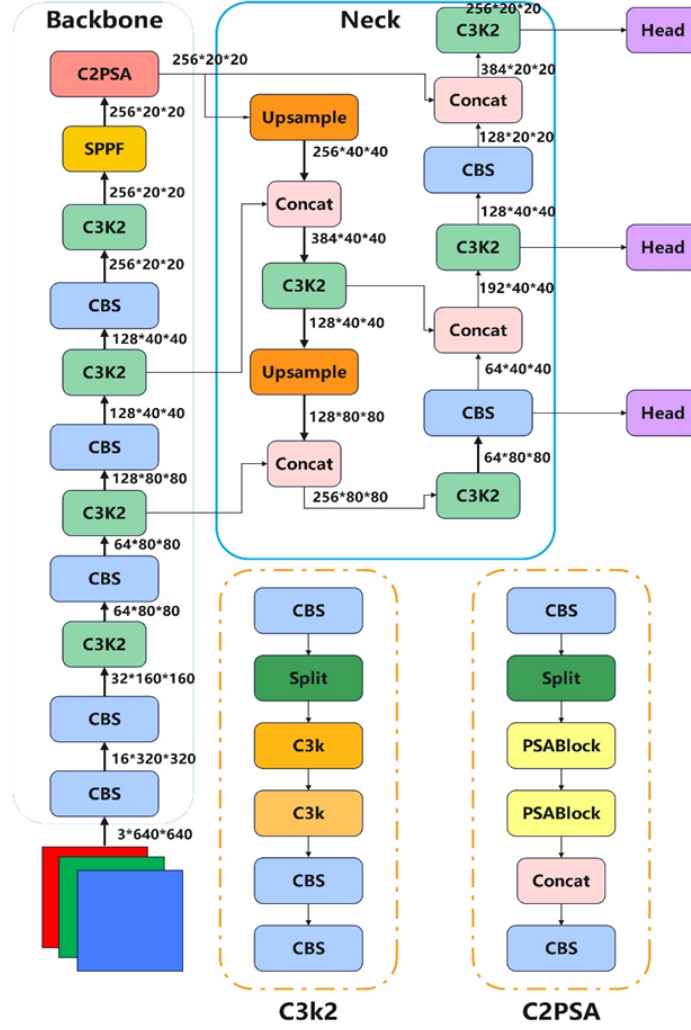 Backbone
C2PSA
256*20*20
SPPF
256*20*20
C3K2
256*20*20
CBS
128*40*40
C3K2
128*40*40
CBS
128*80*80
C3K2
64*80*80
CBS
64*80*80
C3K2
32*160*160
CBS
16*320*320
CBS
3*640*640
Neck
256*20*20
Upsample
256*40*40
Concat
384*40*40
C3K2
128*40*40
Upsample
128*80*80
Concat
256*80*80
256*20*20
C3K2
384*20*20
Concat
128*20*20
CBS
128*40*40
C3K2
192*40*40
Concat
64*40*40
CBS
64*80*80
C3K2
Head
Head
Head
CBS
Split
C3k
C3k
CBS
CBS
C3k2
CBS
Split
PSABlock
PSABlock
Concat
CBS
C2PSA